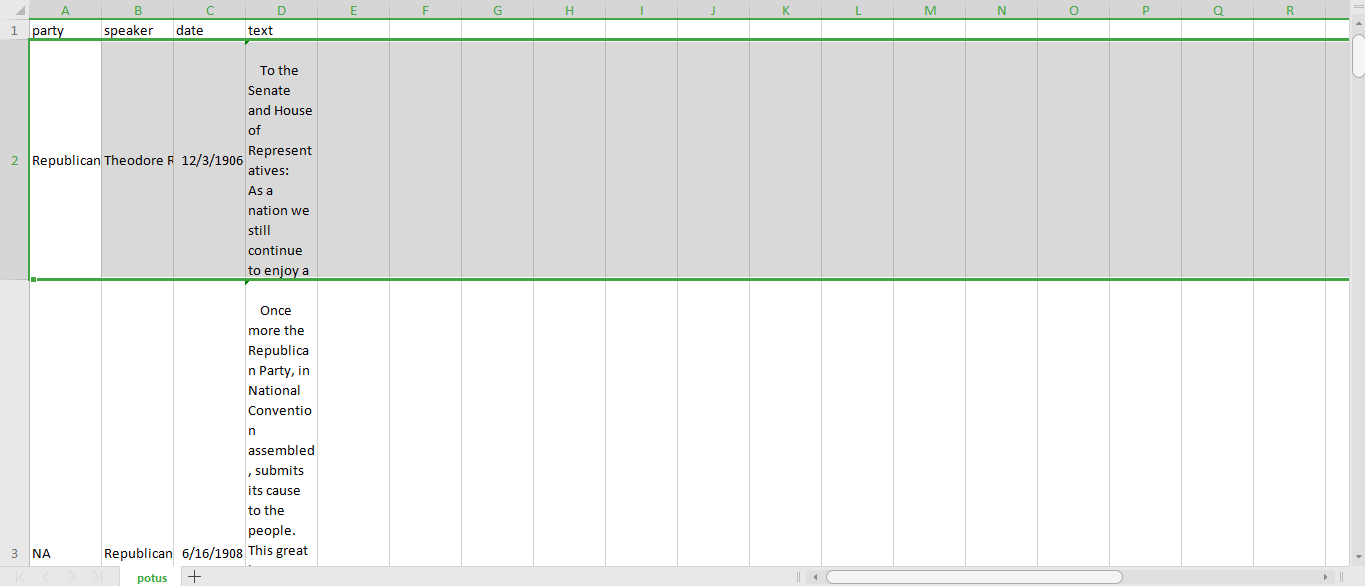 A B C D E F G H I J K L M N O P Q R
1 party speaker date text
To the
Senate
and House
of
Represent
2 Republican Theodore R 12/3/1906 atives:
As a
nation we
still
continue
to enjoy a
Once
more the
Republica
n Party, in
National
Conventio
n
assembled
, submits
its cause
to the
people.
3 NA Republican 6/16/1908 This great
potus